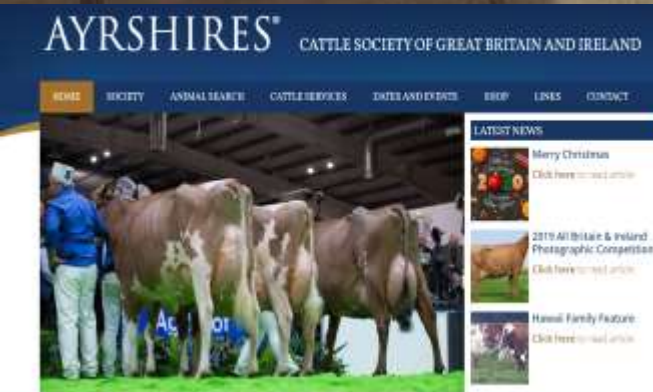 AYRSHIRES®
CATTLE SOCIETY OF GREAT BRITAIN AND IRELAND
HOME SOCIETY ANIMAL SEARCH CATTLE SERVICES DATES AND EVENTS SHOP LINKS CONTACT
LATEST NEWS
Merry Christmas
Click here to read article
2019 All Britain & Ireland
Photographic Competition
Click here to read article
Family Feature
Click here to read article